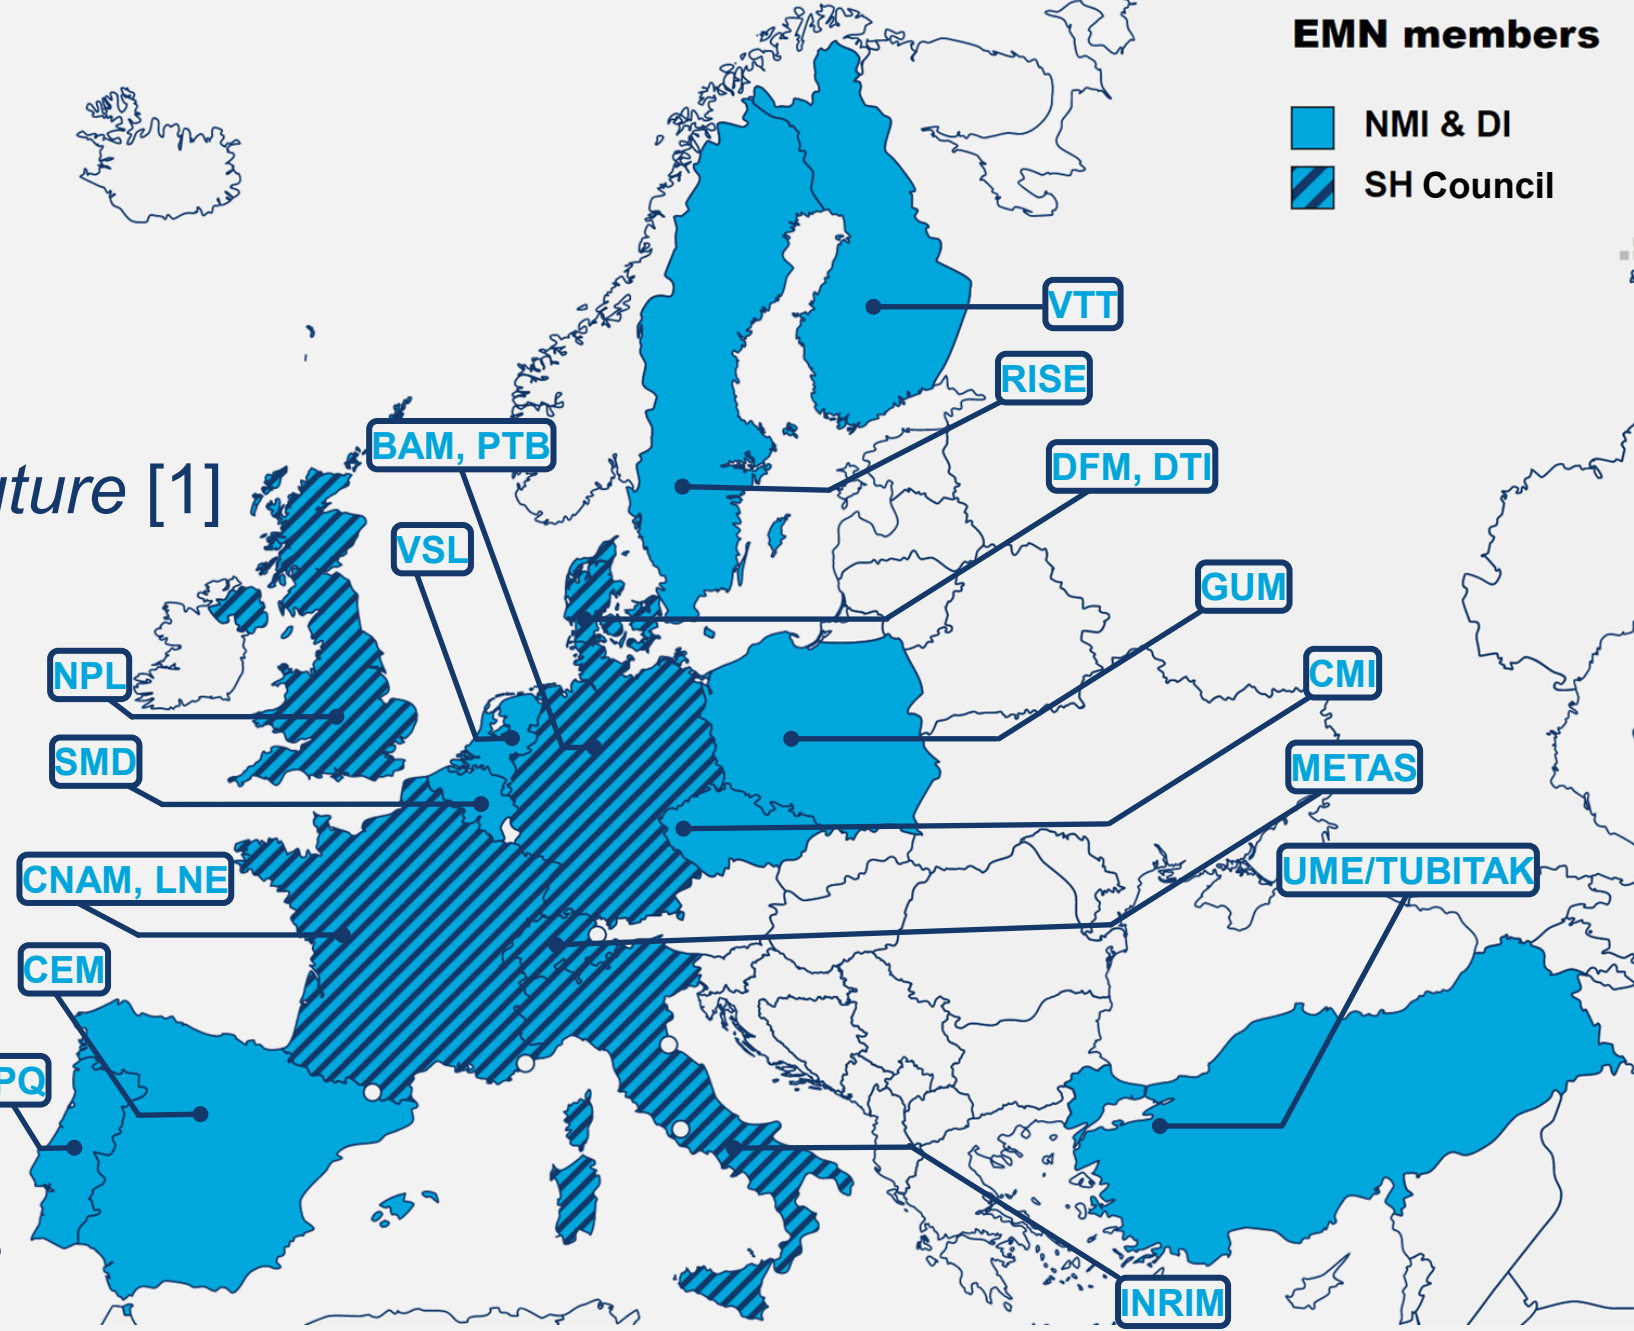 EMN members
NMI & DI
SH Council
VTT
RISE
BAM, PTB
DFM, DTI
uture [1]
VSL
GUM
NPL
CMI
SMD
METAS
CNAM, LNE
UME/TUBITAK
CEM
PQ
INRIM